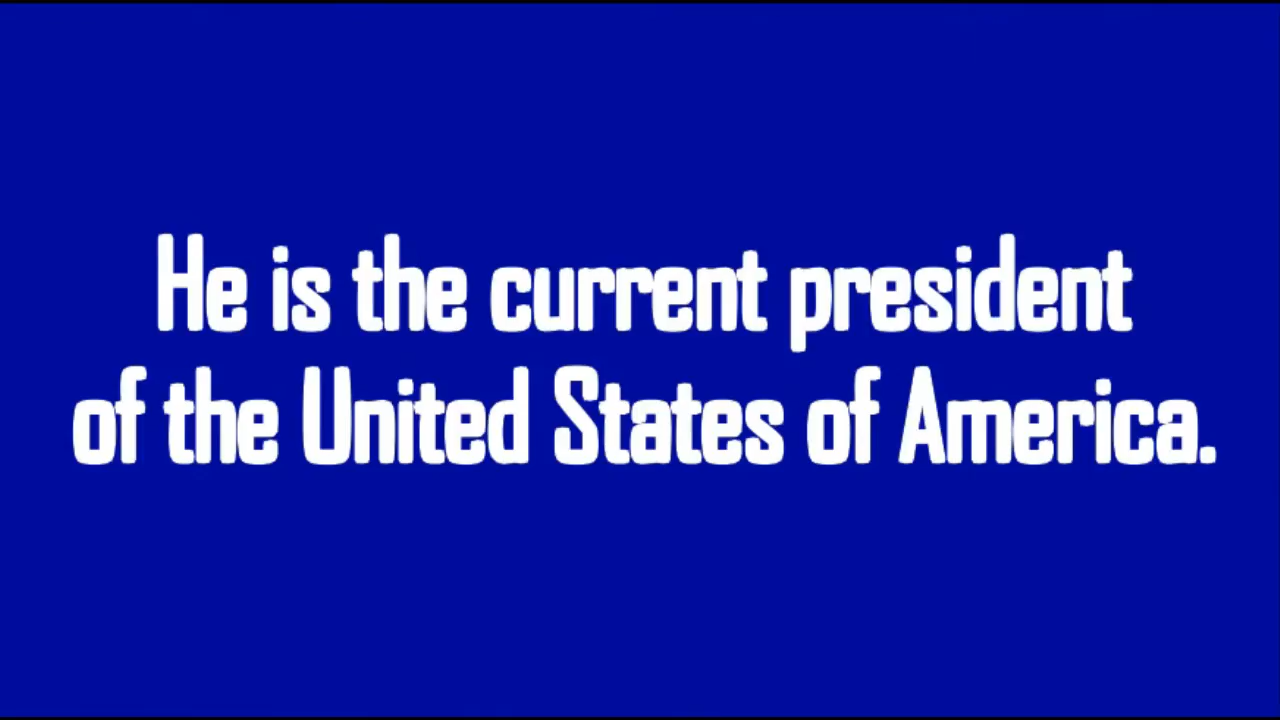 He is the current president
of the United States of America.